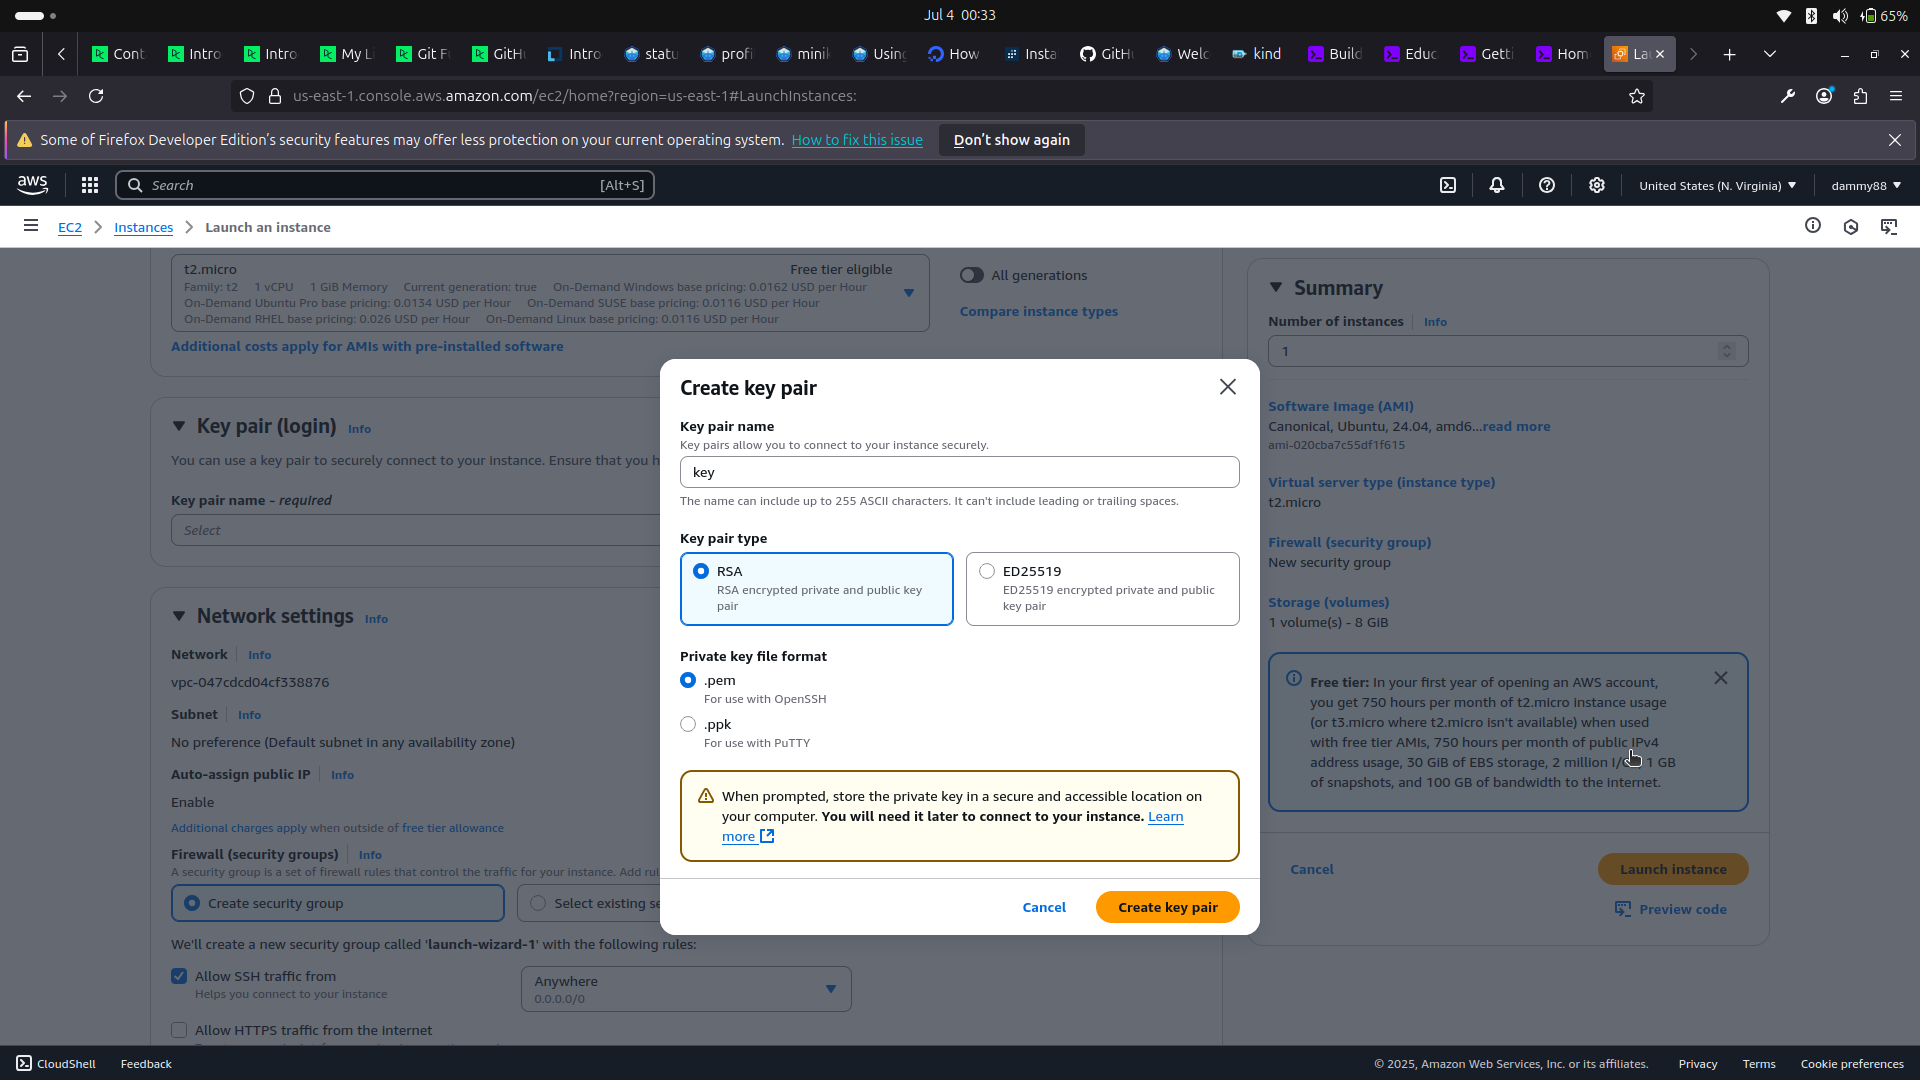 Jul 4 00:33
65%
Cont
Intro
Intro
My Li
Git F
GitHu
Intro
statu
profi
minik
Using
How
Insta
GitHu
Welc
kind
Build
Educ
Getti
Hom
La
us-east-1.console.aws.amazon.com/ec2/home?region=us-east-1#LaunchInstances:
Some of Firefox Developer Edition's security features may offer less protection on your current operating system. How to fix this issue
Don't show again
aws
Search
[Alt+S]
United States (N. Virginia)
dammy88
EC2
Instances
Launch an instance
t2.micro
Free tier eligible
Family: t2 1 vCPU 1 GiB Memory Current generation: true On-Demand Windows base pricing: 0.0162 USD per Hour
On-Demand Ubuntu Pro base pricing: 0.0134 USD per Hour On-Demand SUSE base pricing: 0.0116 USD per Hour
On-Demand RHEL base pricing: 0.026 USD per Hour On-Demand Linux base pricing: 0.0116 USD per Hour
All generations
Compare instance types
Additional costs apply for AMIs with pre-installed software
Key pair (login) Info
You can use a key pair to securely connect to your instance. Ensure that you h
Key pair name - required
Select
Network settings Info
Network Info
vpc-047cdcd04cf338876
Subnet Info
No preference (Default subnet in any availability zone)
Auto-assign public IP Info
Enable
Additional charges apply when outside of free tier allowance
Firewall (security groups) Info
A security group is a set of firewall rules that control the traffic for your instance. Add rul
Create security group
Select existing se
We'll create a new security group called 'launch-wizard-1' with the following rules:
Allow SSH traffic from
Helps you connect to your instance
Anywhere
0.0.0.0/0
Allow HTTPS traffic from the internet
Create key pair
Key pair name
Key pairs allow you to connect to your instance securely.
key
The name can include up to 255 ASCII characters. It can't include leading or trailing spaces.
Key pair type
RSA
RSA encrypted private and public key
pair
ED25519
ED25519 encrypted private and public
key pair
Private key file format
.pem
For use with OpenSSH
.ppk
For use with PuTTY
When prompted, store the private key in a secure and accessible location on
your computer. You will need it later to connect to your instance. Learn
more
Cancel
Create key pair
Summary
Number of instances Info
1
Software Image (AMI)
Canonical, Ubuntu, 24.04, amd6...read more
ami-020cba7c55df1f615
Virtual server type (instance type)
t2.micro
Firewall (security group)
New security group
Storage (volumes)
1 volume(s) - 8 GiB
Free tier: In your first year of opening an AWS account,
you get 750 hours per month of t2.micro instance usage
(or t3.micro where t2.micro isn't available) when used
with free tier AMIs, 750 hours per month of public IPv4
address usage, 30 GiB of EBS storage, 2 million I/ 1 GB
of snapshots, and 100 GB of bandwidth to the internet.
Cancel
Launch instance
Preview code
CloudShell
Feedback
© 2025, Amazon Web Services, Inc. or its affiliates.
Privacy
Terms
Cookie preferences